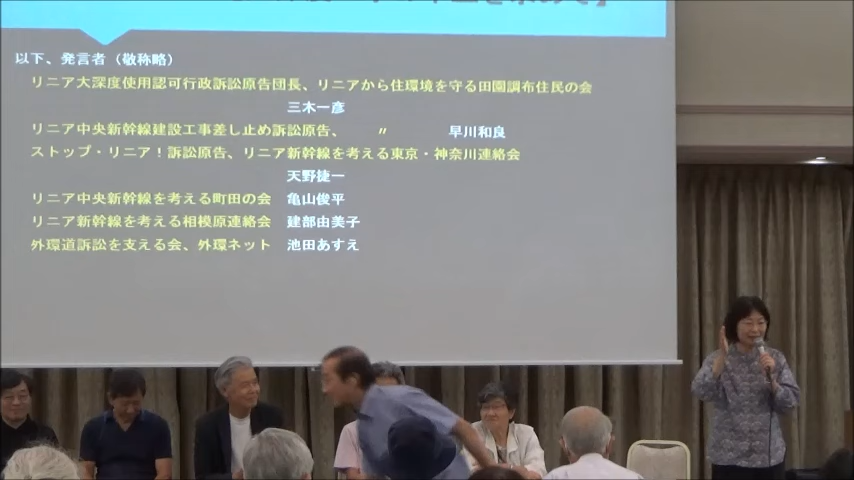 以下、発言者（敬称略）
リニア大深度使用認可行政訴訟原告団長、リニアから住環境を守る田園調布住民の会
三木一彦
リニア中央新幹線建設工事差し止め訴訟原告、　〃　早川和良
ストップ・リニア！訴訟原告、リニア新幹線を考える東京・神奈川連絡会
天野捷一
リニア中央新幹線を考える町田の会　亀山俊平
リニア新幹線を考える相模原連絡会　建部由美子
外環道訴訟を支える会、外環ネット　池田あすえ